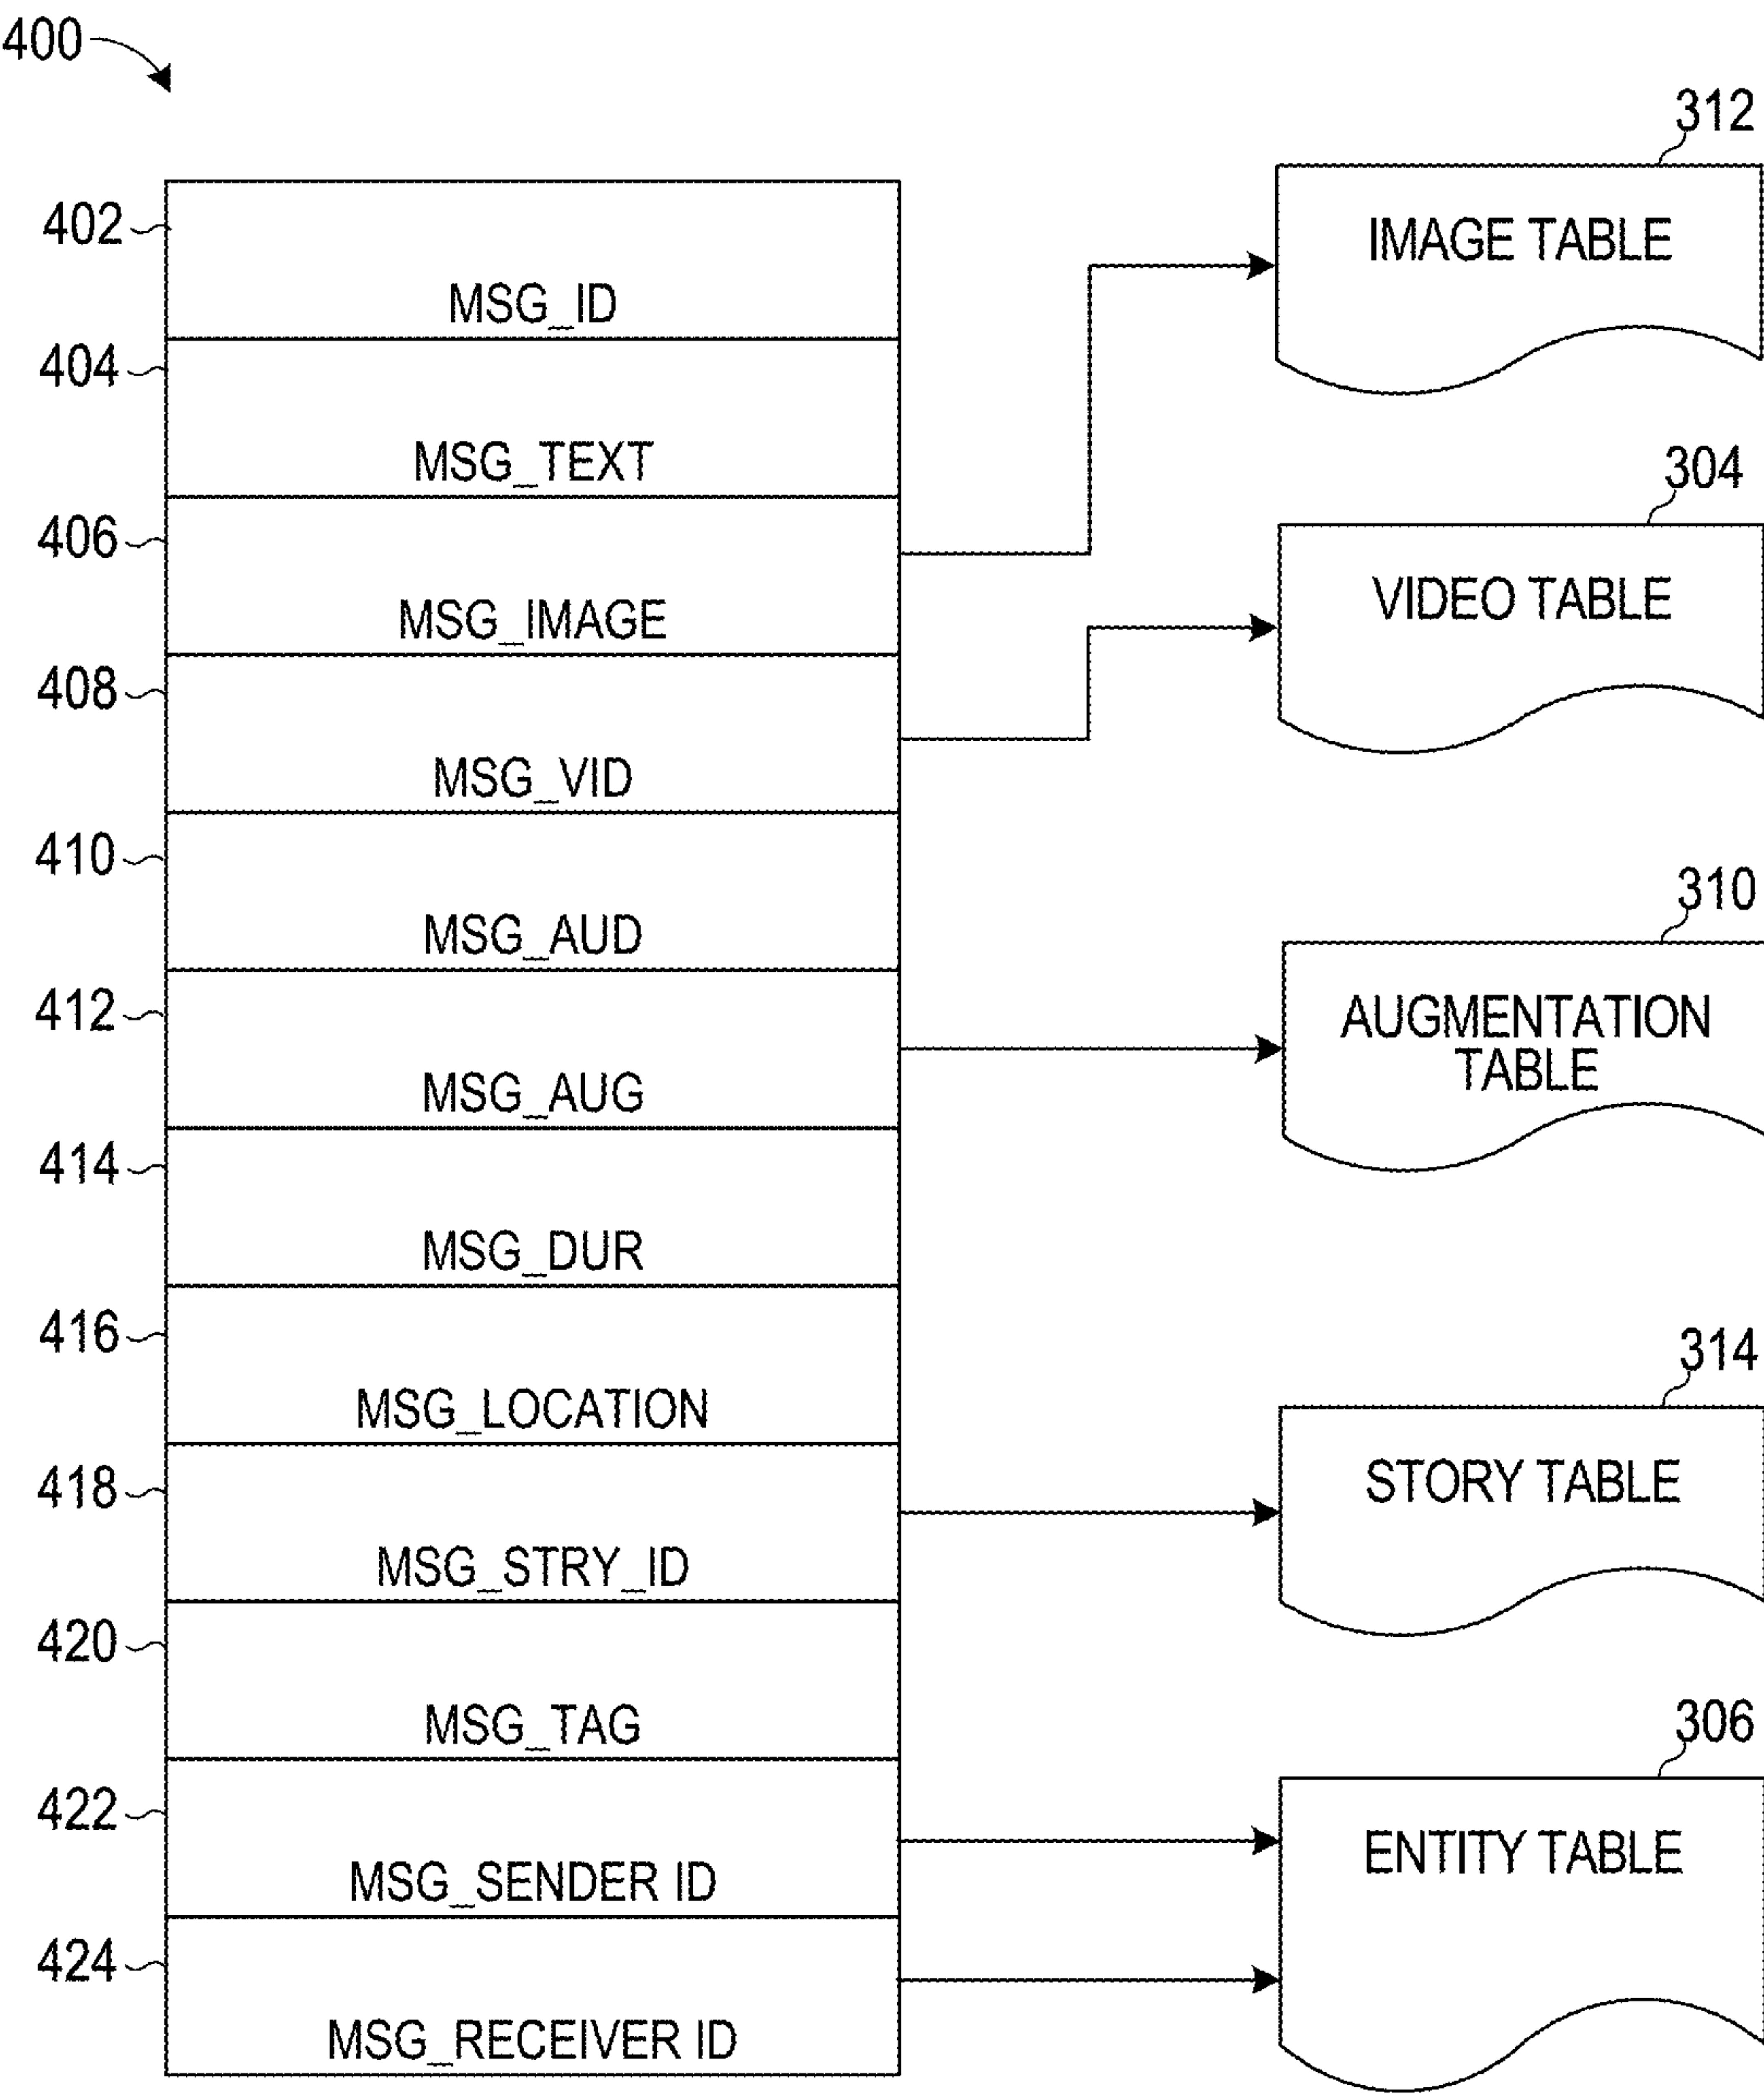 400
402
MSG_ID
404
MSG_TEXT
406
MSG_IMAGE
408
MSG_VID
410
MSG_AUD
412
MSG_AUG
414
MSG_DUR
416
MSG_LOCATION
418
MSG_STRY_ID
420
MSG_TAG
422
MSG_SENDER ID
424
MSG_RECEIVER ID
312
IMAGE TABLE
304
VIDEO TABLE
310
AUGMENTATION
TABLE
314
STORY TABLE
306
ENTITY TABLE